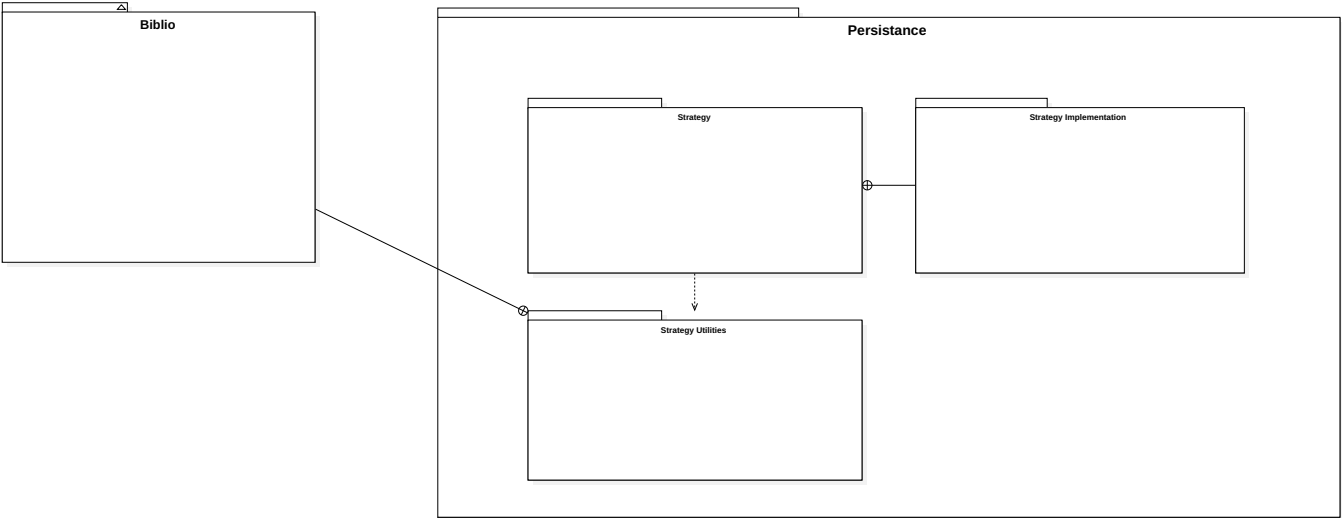 Biblio
Persistance
Strategy
Strategy Implementation
Strategy Utilities